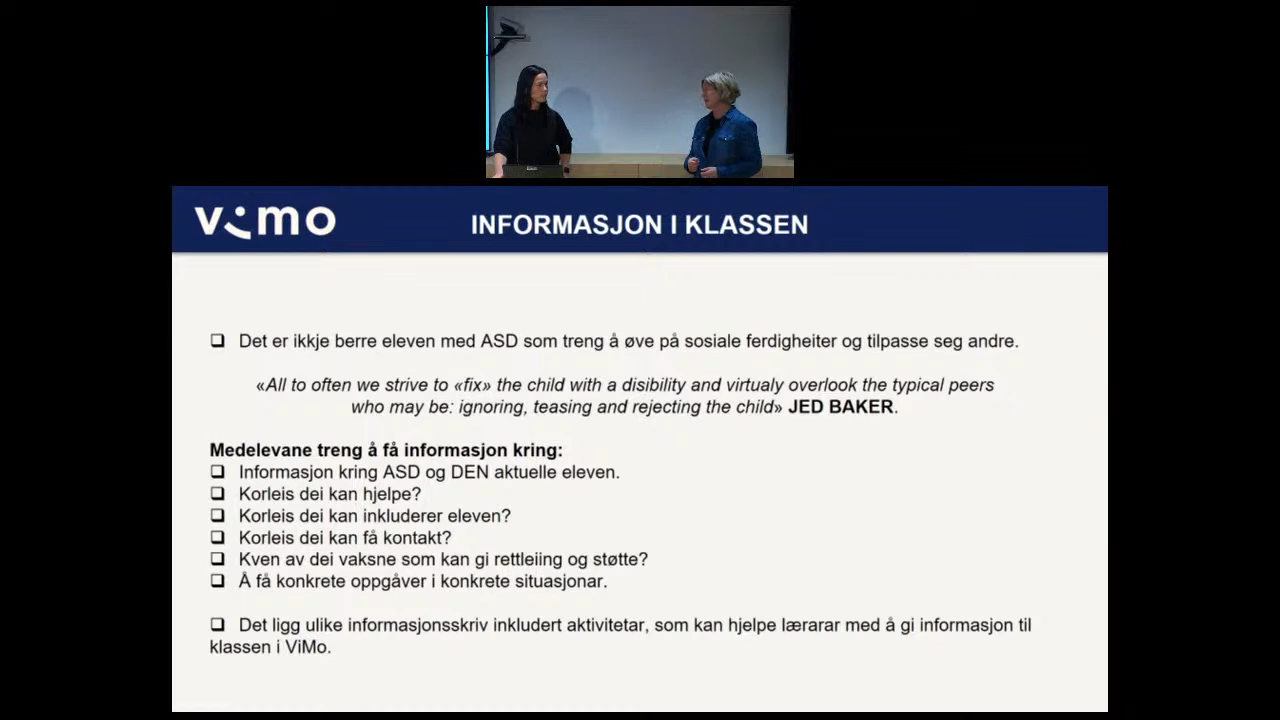 vimo
INFORMASJON I KLASSEN
❑ Det er ikkje berre eleven med ASD som treng å øve på sosiale ferdigheiter og tilpasse seg andre.
«All to often we strive to «fix» the child with a disibility and virtualy overlook the typical peers
who may be: ignoring, teasing and rejecting the child» JED BAKER.
Medelevane treng å få informasjon kring:
❑ Informasjon kring ASD og DEN aktuelle eleven.
❑ Korleis dei kan hjelpe?
❑ Korleis dei kan inkluderer eleven?
❑ Korleis dei kan få kontakt?
❑ Kven av dei vaksne som kan gi rettleiing og støtte?
❑ Å få konkrete oppgåver i konkrete situasjonar.
❑ Det ligg ulike informasjonsskriv inkludert aktivitetar, som kan hjelpe lærarar med å gi informasjon til
klassen i ViMo.